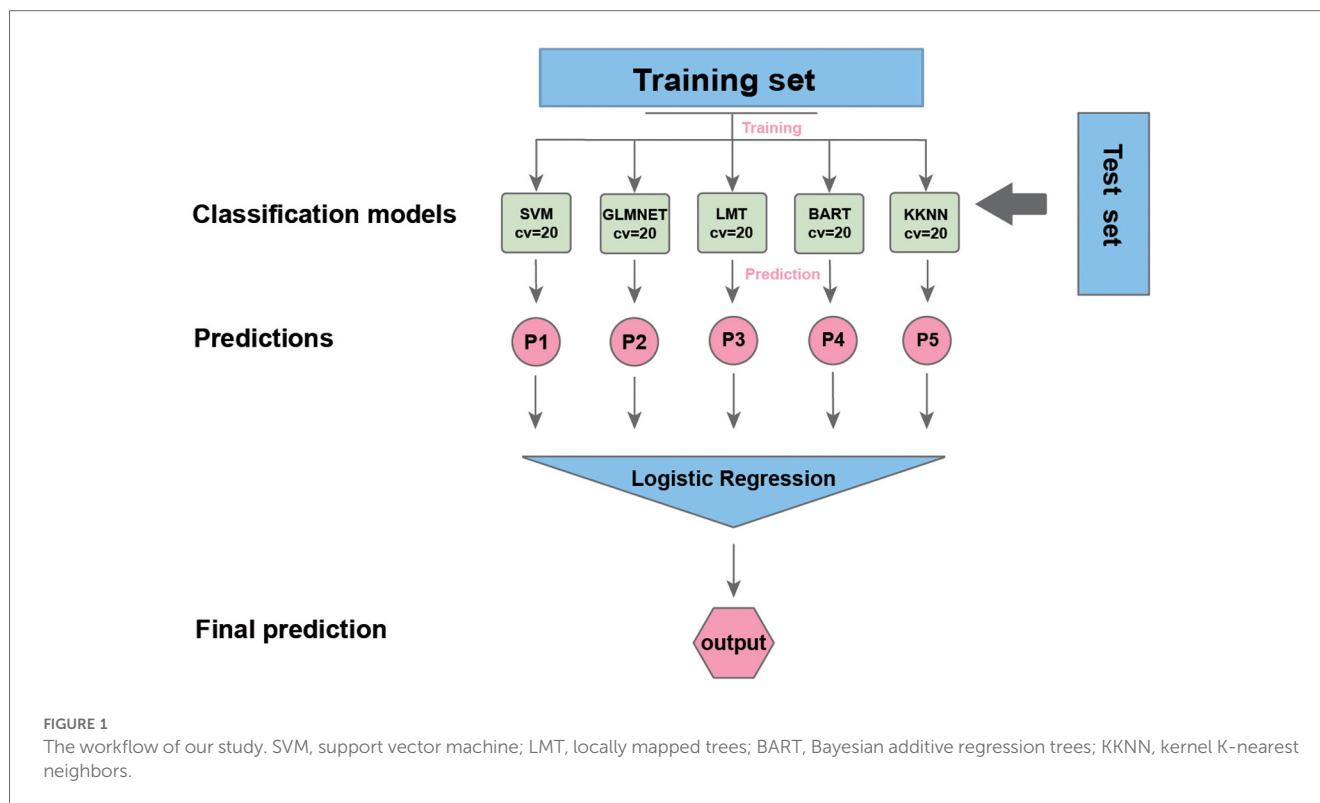 Training set
Training
Test set
Classification models
SVM
cv=20
GLMNET
cv=20
LMT
cv=20
BART
cv=20
KKNN
cv=20
Prediction
Predictions
P1
P2
P3
P4
P5
Logistic Regression
Final prediction
output
FIGURE 1
The workflow of our study. SVM, support vector machine; LMT, locally mapped trees; BART, Bayesian additive regression trees; KKNN, kernel K-nearest
neighbors.